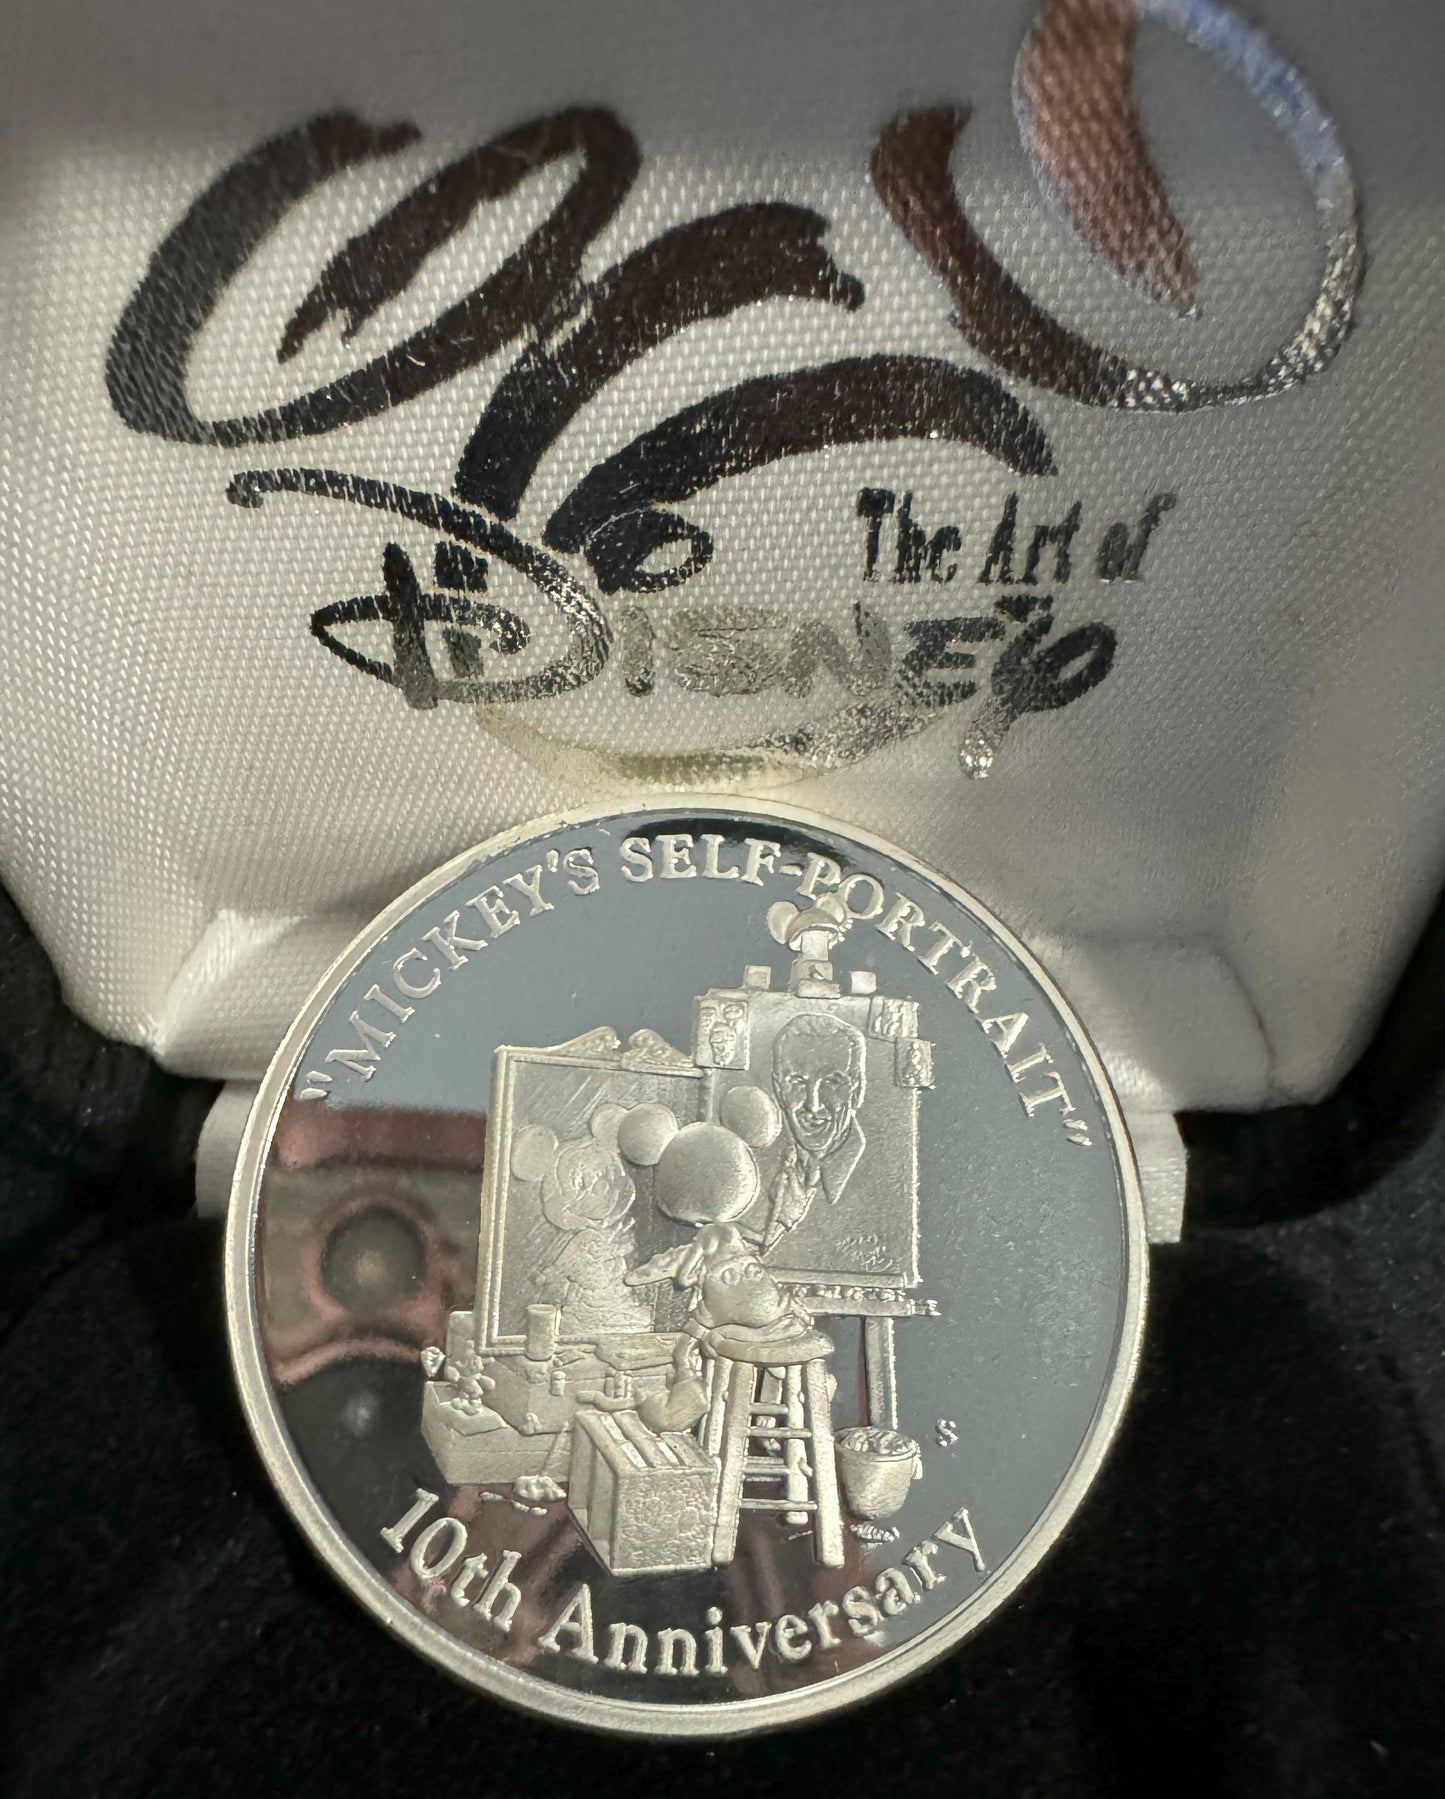 The Art of
DISNEY
"MICKEY'S SELF-PORTRAIT"
S
10th Anniversary